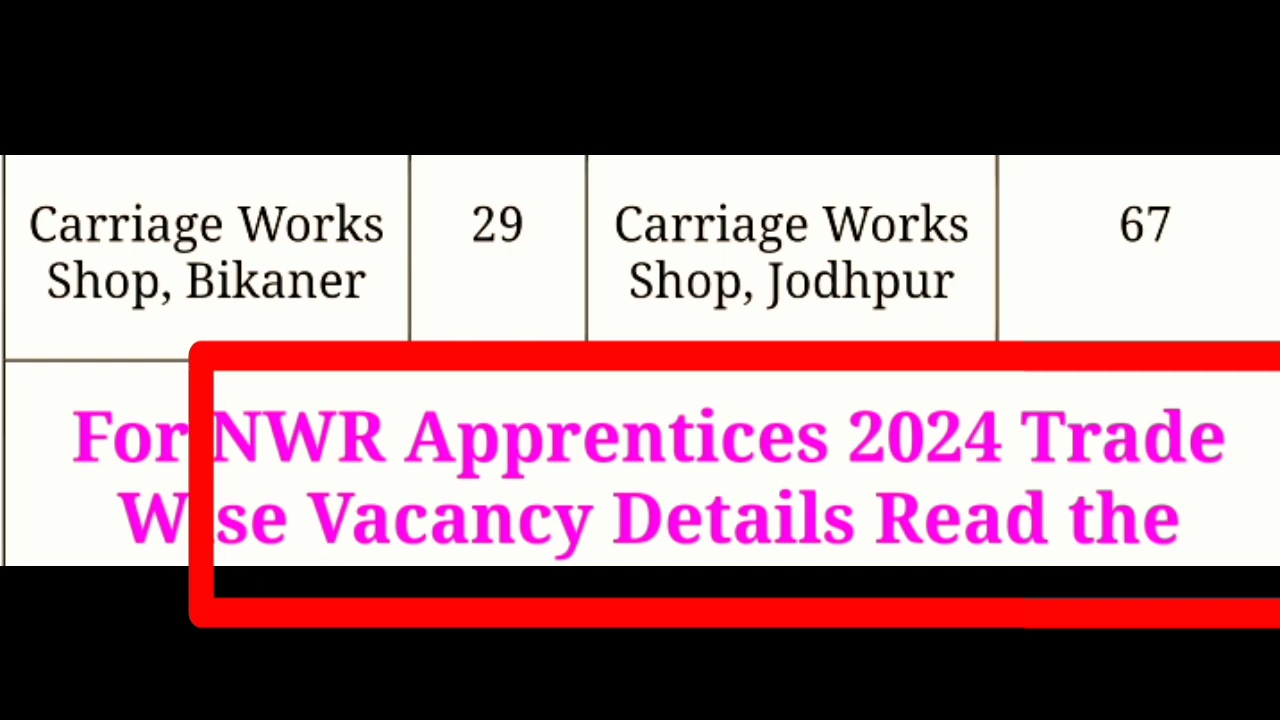 Carriage Works 29 Carriage Works 67
Shop, Bikaner Shop, Jodhpur
For NWR Apprentices 2024 Trade
Wise Vacancy Details Read the